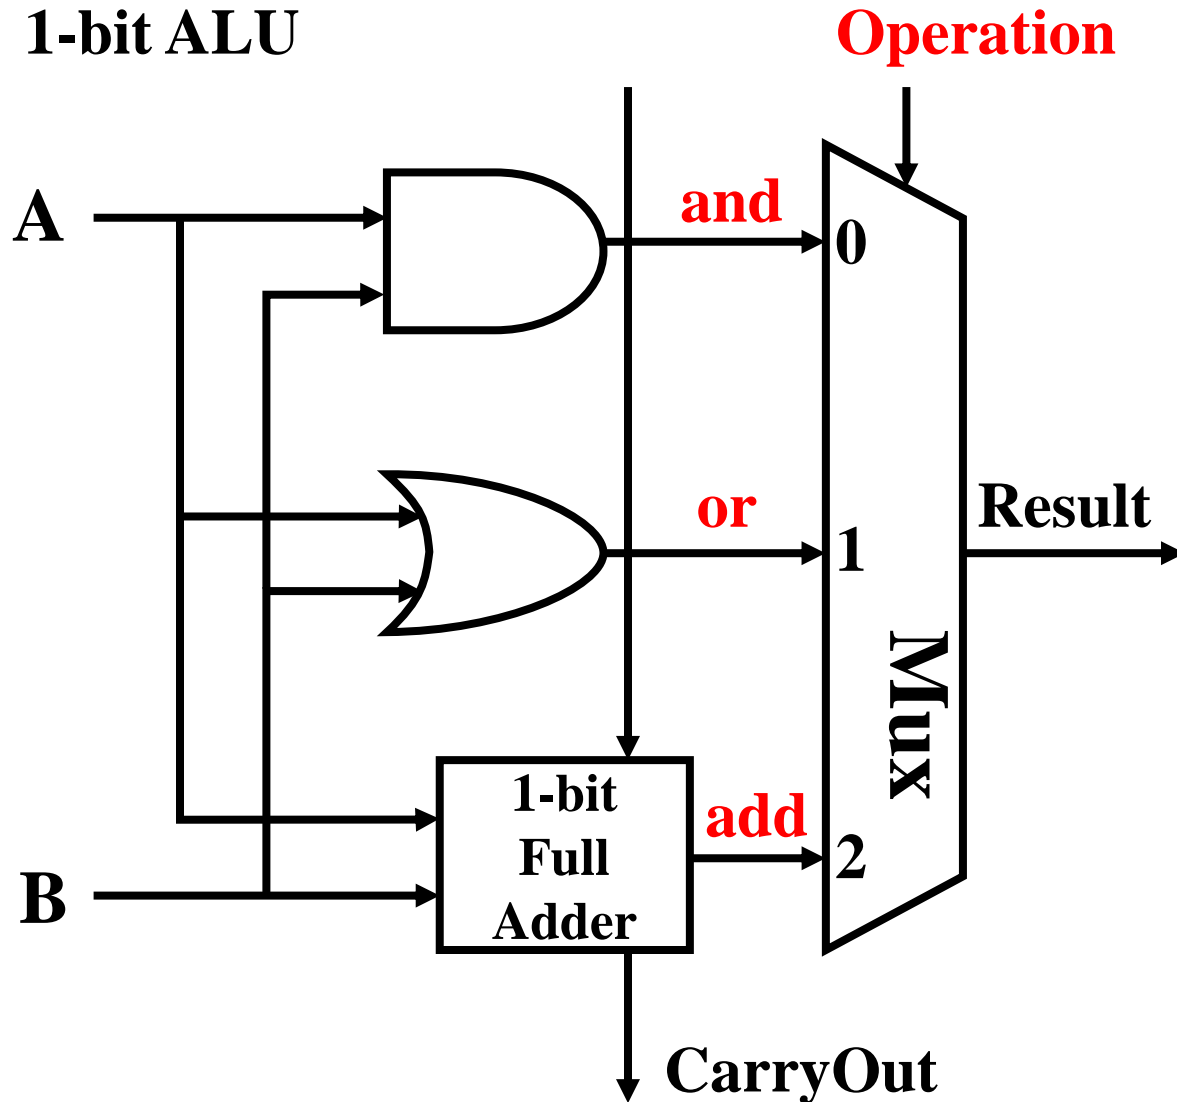 1-bit ALU
Operation
A
and
0
or
1
Result
Mux
1-bit
Full
Adder
add
2
B
CarryOut